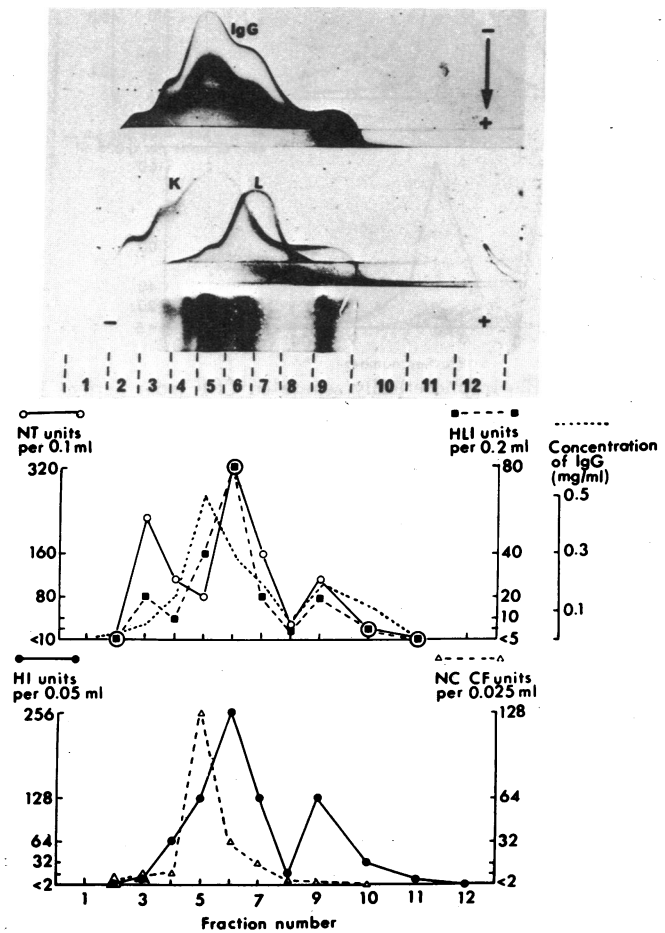 IgG
−
+
K
L
−
+
1 2 3 4 5 6 7 8 9 10 11 12
NT units
per 0.1 ml
HLI units
per 0.2 ml
Concentration
of IgG
(mg/ml)
320
160
80
<10
80
40
20
10
<5
0.5
0.3
0.1
HI units
per 0.05 ml
NC CF units
per 0.025 ml
256
128
64
32
<2
128
64
32
<2
1 3 5 7 9 10 11 12
Fraction number